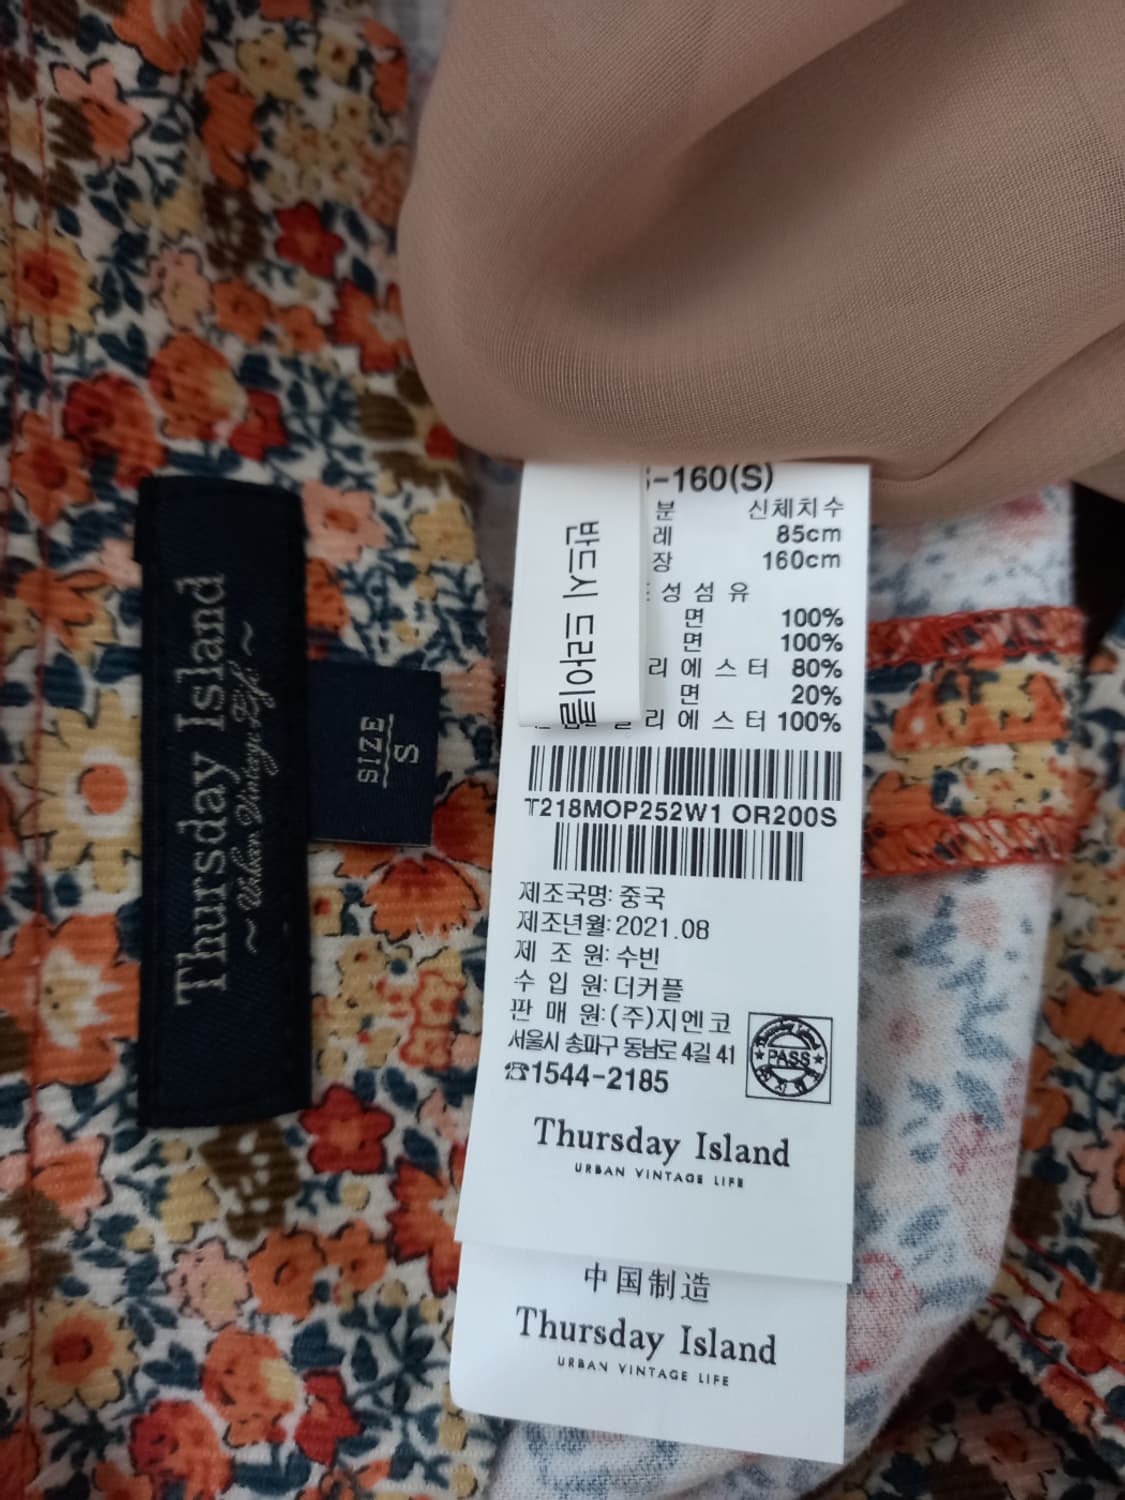 Thursday Island
~ Urban Vintage Life ~
SIZE
S
반드시 드라이클
-160(S)
분 신체치수
레 85cm
장 160cm
성섬유
면 100%
면 100%
리에스터 80%
면 20%
리에스터 100%
T218MOP252W1 OR200S
제조국명: 중국
제조년월: 2021.08
제 조 원: 수빈
수 입 원: 더커플
판 매 원: (주)지엔코
서울시 송파구 동남로 4길 41
☎1544-2185
PASS
Thursday Island
URBAN VINTAGE LIFE
中国制造
Thursday Island
URBAN VINTAGE LIFE